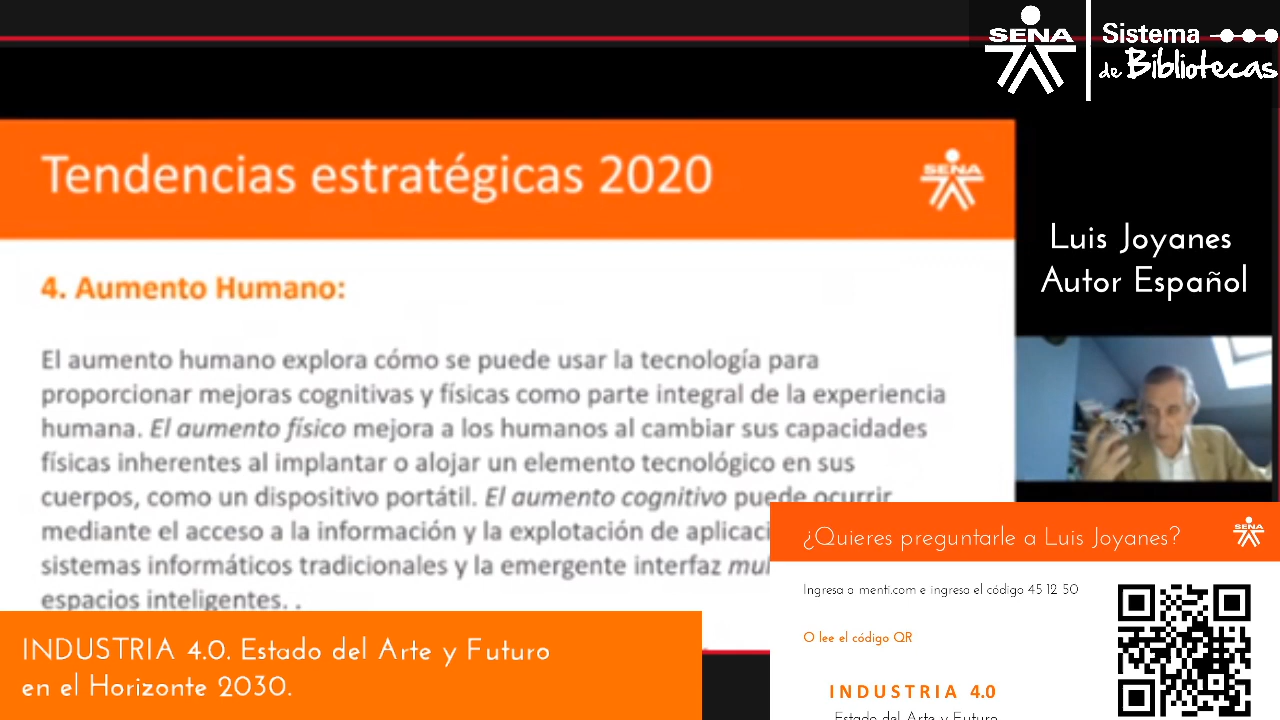 SENA
Sistema
de Bibliotecas
Tendencias estratégicas 2020
SENA
Luis Joyanes
Autor Español
4. Aumento Humano:
El aumento humano explora cómo se puede usar la tecnología para
proporcionar mejoras cognitivas y físicas como parte integral de la experiencia
humana. El aumento físico mejora a los humanos al cambiar sus capacidades
físicas inherentes al implantar o alojar un elemento tecnológico en sus
cuerpos, como un dispositivo portátil. El aumento cognitivo puede ocurrir
mediante el acceso a la información y la explotación de aplicaci
sistemas informáticos tradicionales y la emergente interfaz mul
espacios inteligentes. .
¿Quieres preguntarle a Luis Joyanes?
SENA
Ingresa a menti.com e ingresa el código 45 12 50
O lee el código QR
INDUSTRIA 4.0
Estado del Arte y Futuro
INDUSTRIA 4.0. Estado del Arte y Futuro
en el Horizonte 2030.